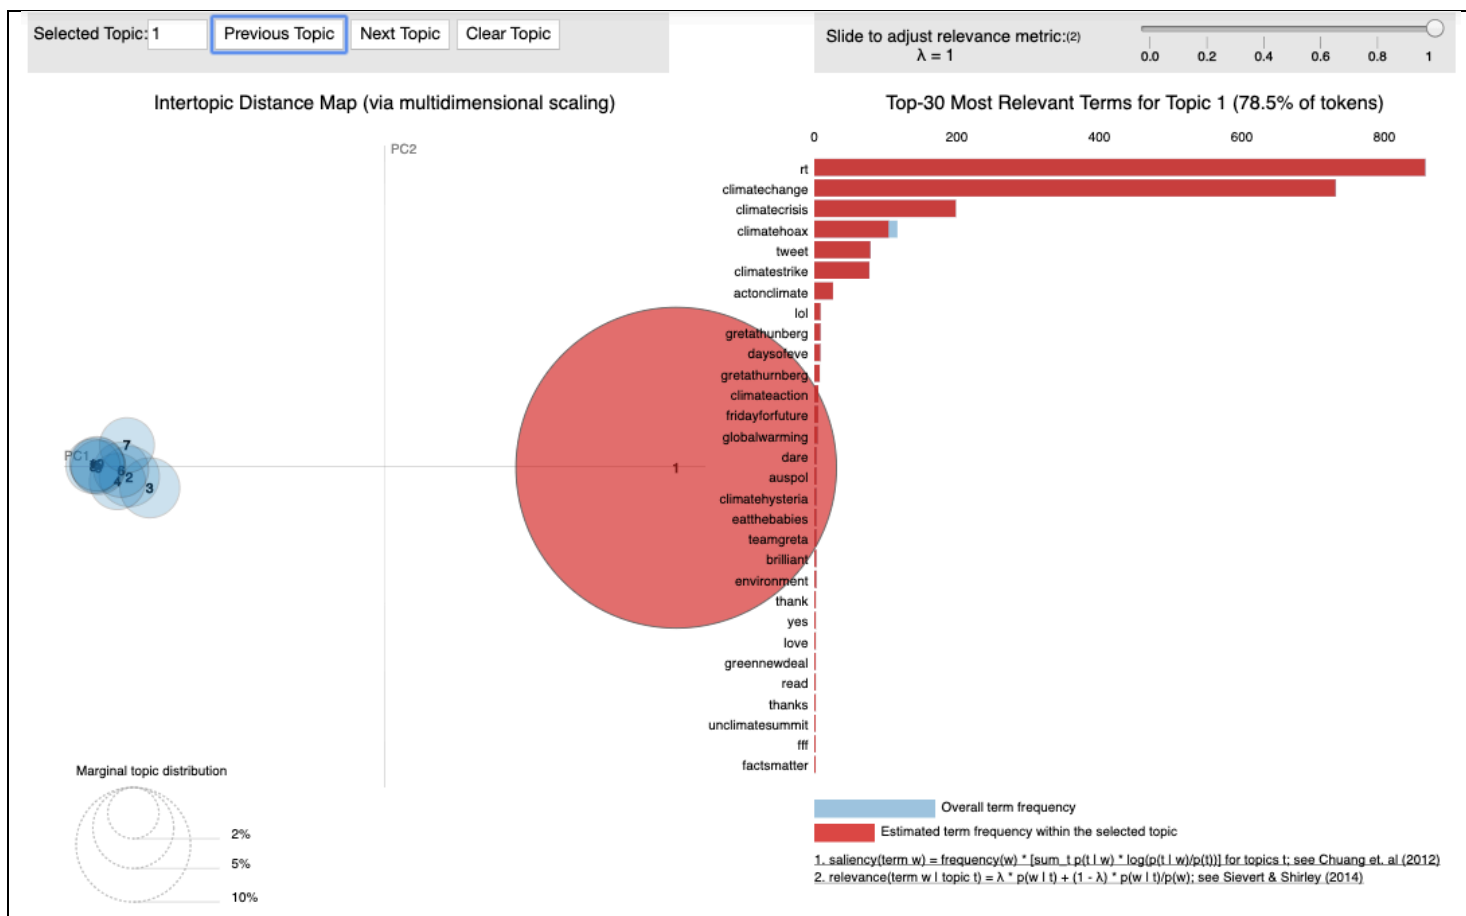 Selected Topic: 1 Previous Topic Next Topic Clear Topic
Slide to adjust relevance metric:(2)
λ = 1
0.0 0.2 0.4 0.6 0.8 1
Intertopic Distance Map (via multidimensional scaling)
PC2
PC1
7
6
2
4
3
1
Marginal topic distribution
2%
5%
10%
Top-30 Most Relevant Terms for Topic 1 (78.5% of tokens)
0 200 400 600 800
rt
climatechange
climatecrisis
climatehoax
tweet
climatestrike
actonclimate
lol
gretathunberg
daysofeve
gretathurnberg
climateaction
fridayforfuture
globalwarming
dare
auspol
climatehysteria
eatthebabies
teamgreta
brilliant
environment
thank
yes
love
greennewdeal
read
thanks
unclimatesummit
fff
factsmatter
Overall term frequency
Estimated term frequency within the selected topic
1. saliency(term w) = frequency(w) * [sum_t p(t | w) * log(p(t | w)/p(t))] for topics t; see Chuang et. al (2012)
2. relevance(term w | topic t) = λ * p(w | t) + (1 - λ) * p(w | t)/p(w); see Sievert & Shirley (2014)